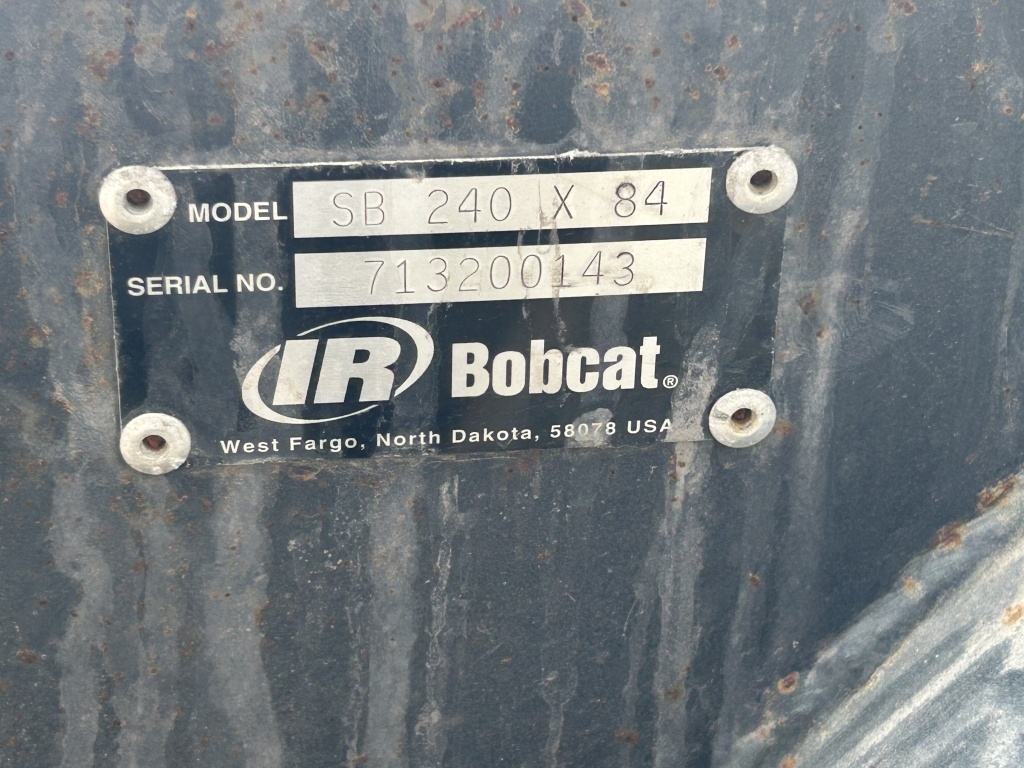 MODEL SB 240 X 84
SERIAL NO. 713200143
IR Bobcat®
West Fargo, North Dakota, 58078 USA